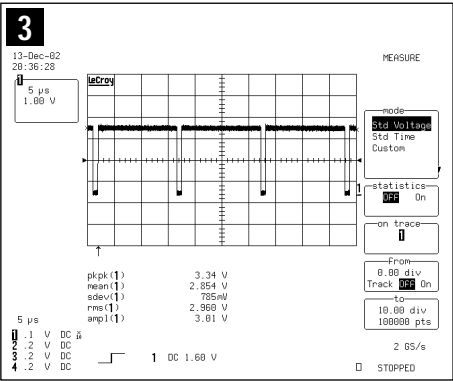 3
13-Dec-02
20:36:28
1
5 µs
1.00 V
LeCroy
1
MEASURE
mode
Std Voltage
Std Time
Custom
statistics
OFF On
on trace
1
From
0.00 div
Track OFF On
to
10.00 div
100000 pts
pkpk(1) 3.34 V
mean(1) 2.854 V
sdev(1) 785mV
rms(1) 2.960 V
ampl(1) 3.01 V
5 µs
1 .1 V DC X10
2 .2 V DC
3 .2 V DC
4 .2 V DC
1 DC 1.60 V
2 GS/s
STOPPED